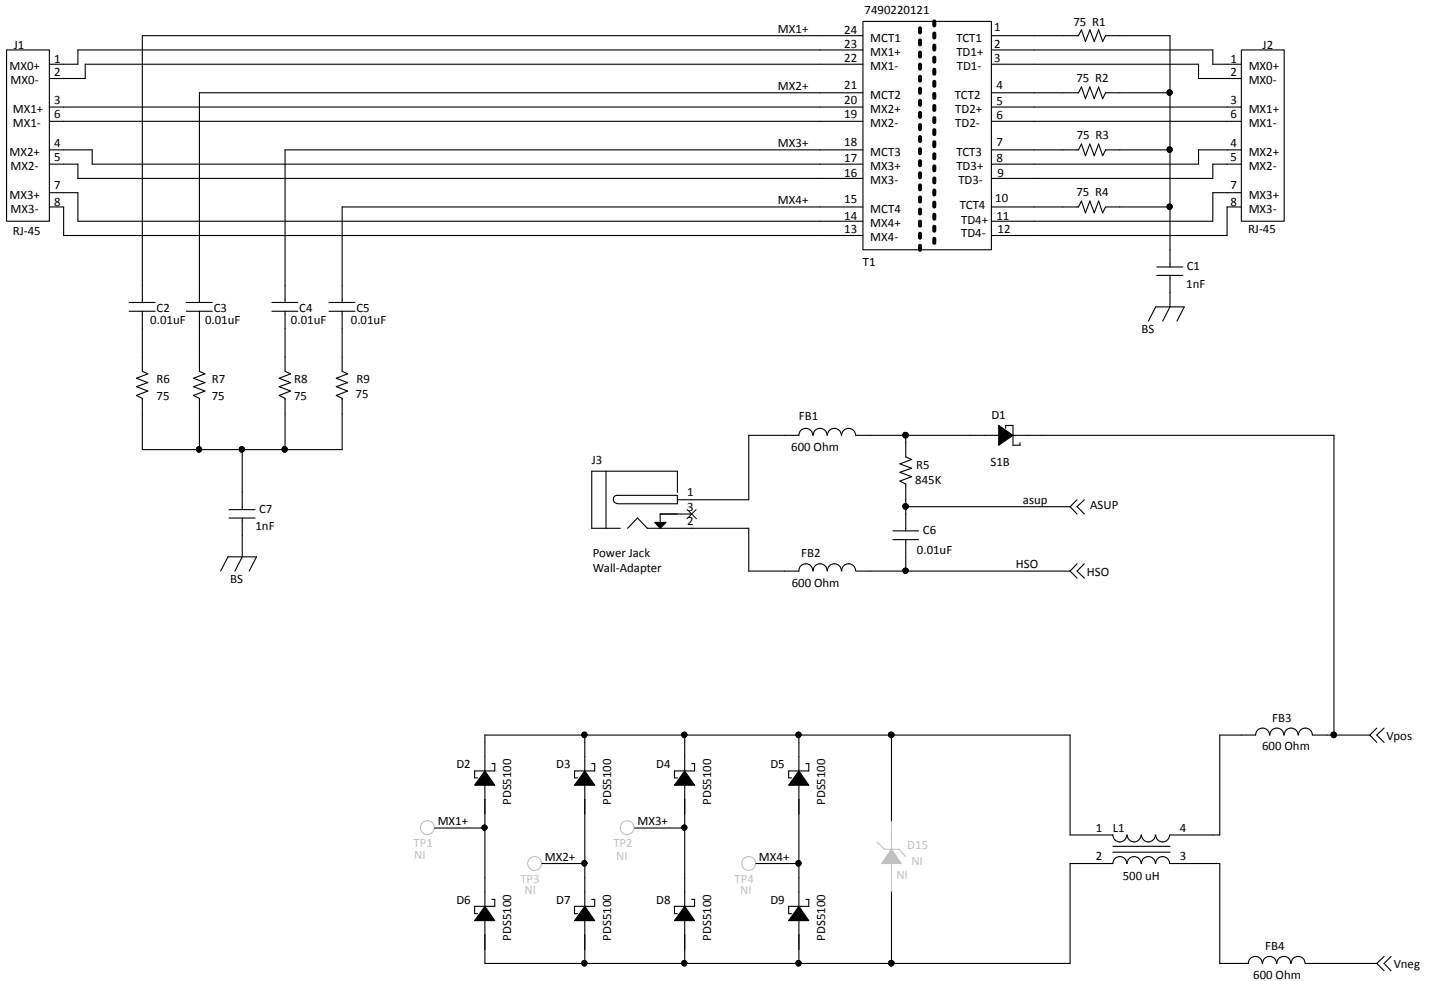 7490220121
MX1+ 24 MCT1 TCT1 1 75 R1
J1
23 MX1+ TD1+ 2
22 MX1- TD1- 3
J2
MX0+ 1
MX0- 2
1 MX0+
2 MX0-
MX2+ 21 MCT2 TCT2 4 75 R2
MX1+ 3
20 MX2+ TD2+ 5
3 MX1+
MX1- 6
19 MX2- TD2- 6
6 MX1-
MX3+ 18 MCT3 TCT3 7 75 R3
MX2+ 4
4 MX2+
MX2- 5
17 MX3+ TD3+ 8
5 MX2-
16 MX3- TD3- 9
MX3+ 7
7 MX3+
MX4+ 15 MCT4 TCT4 10 75 R4
MX3- 8
8 MX3-
14 MX4+ TD4+ 11
13 MX4- TD4- 12
RJ-45
RJ-45
T1
C1
1nF
BS
C2
0.01uF
C3
0.01uF
C4
0.01uF
C5
0.01uF
R6
75
R7
75
R8
75
R9
75
C7
1nF
BS
FB1
600 Ohm
D1
S1B
J3
1
3
2
Power Jack
Wall-Adapter
R5
845K
asup
ASUP
C6
0.01uF
FB2
600 Ohm
HSO
HSO
FB3
600 Ohm
Vpos
D2
PDS5100
D3
PDS5100
D4
PDS5100
D5
PDS5100
MX1+
TP1
NI
MX2+
TP3
NI
MX3+
TP2
NI
MX4+
TP4
NI
D15
NI
NI
1 L1 4
2 3
500 uH
D6
PDS5100
D7
PDS5100
D8
PDS5100
D9
PDS5100
FB4
600 Ohm
Vneg